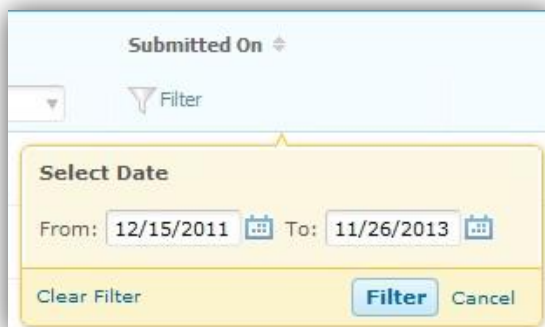 Submitted On
Filter
Select Date
From: 12/15/2011 To: 11/26/2013
Clear Filter Filter Cancel